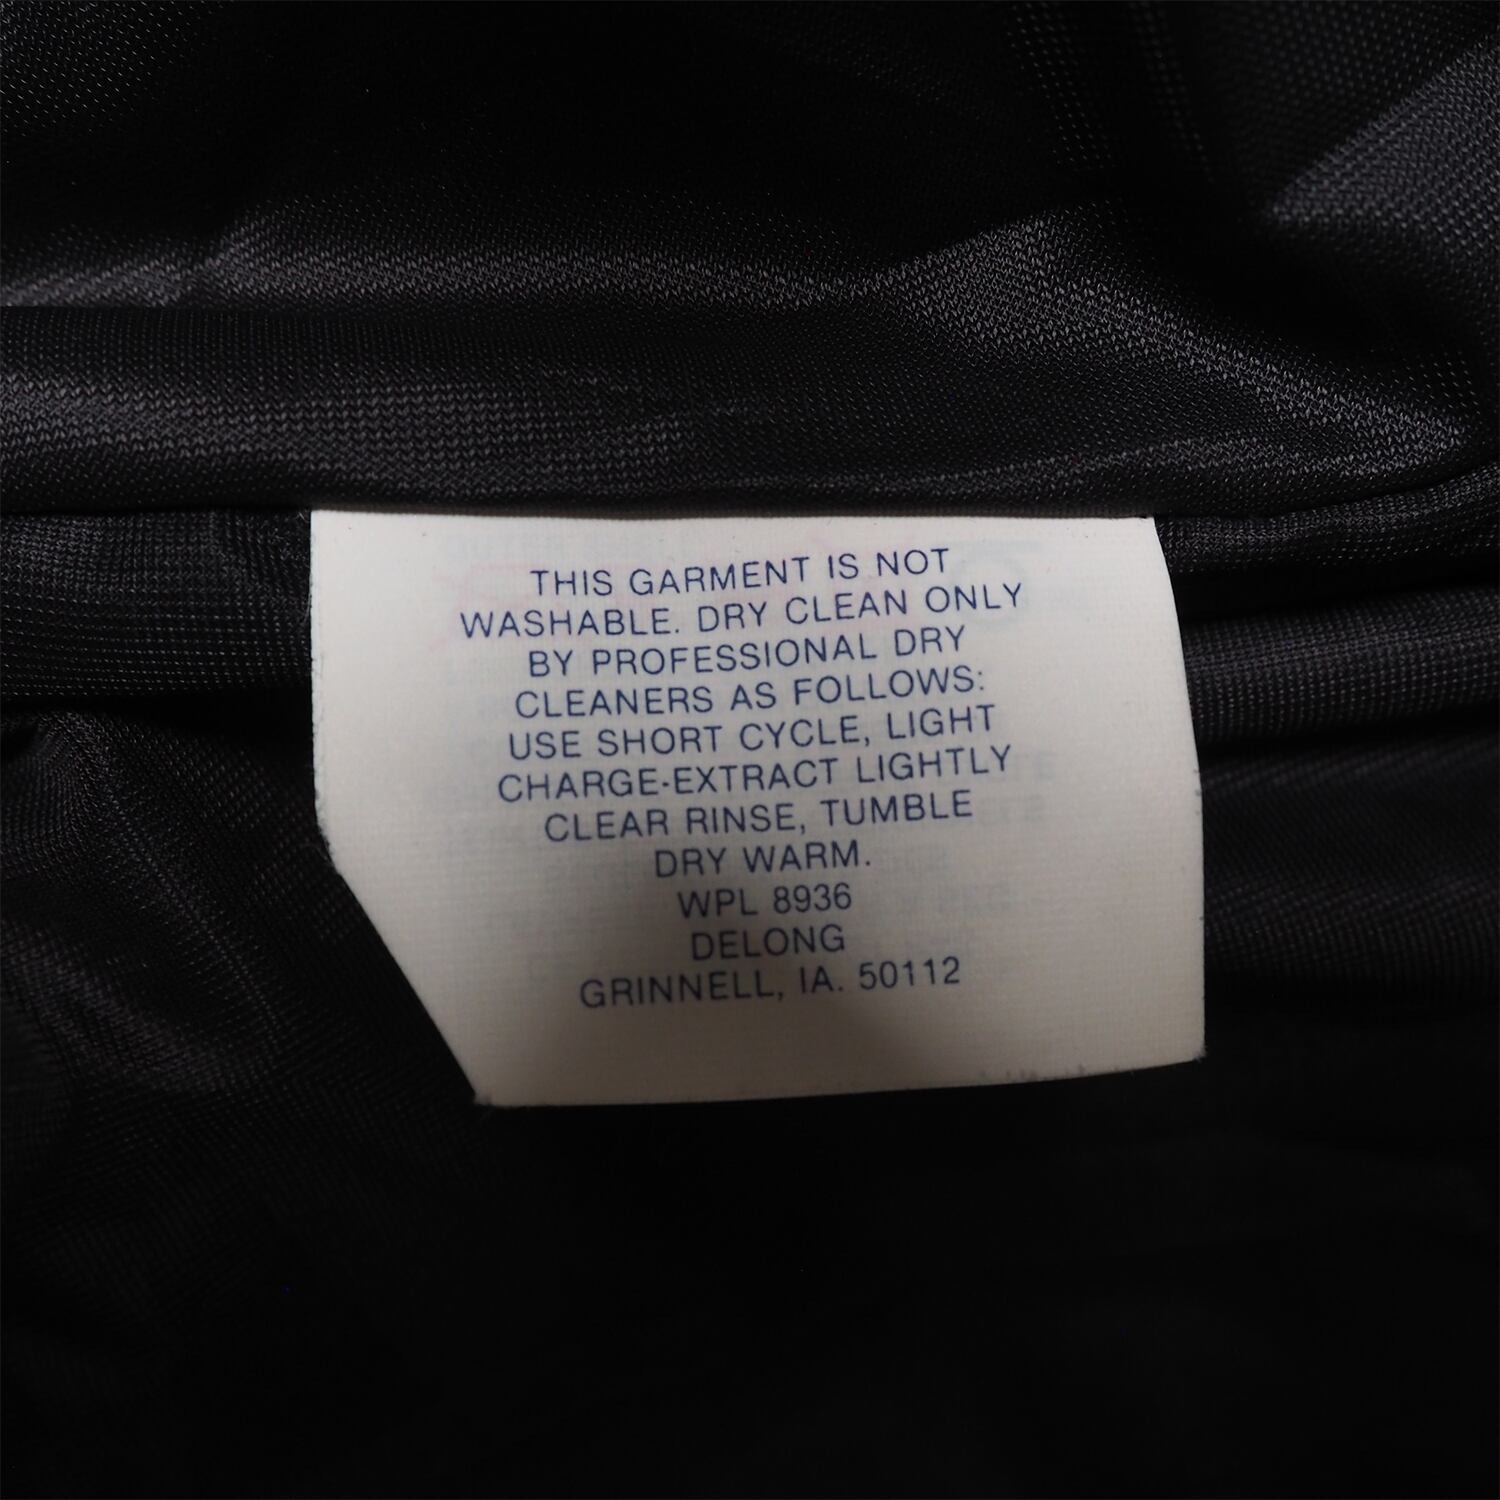 THIS GARMENT IS NOT
WASHABLE. DRY CLEAN ONLY
BY PROFESSIONAL DRY
CLEANERS AS FOLLOWS:
USE SHORT CYCLE, LIGHT
CHARGE-EXTRACT LIGHTLY
CLEAR RINSE, TUMBLE
DRY WARM.
WPL 8936
DELONG
GRINNELL, IA. 50112